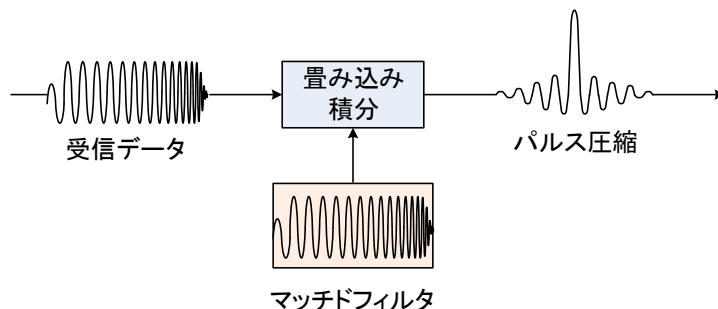 畳み込み
積分
受信データ
パルス圧縮
マッチドフィルタ